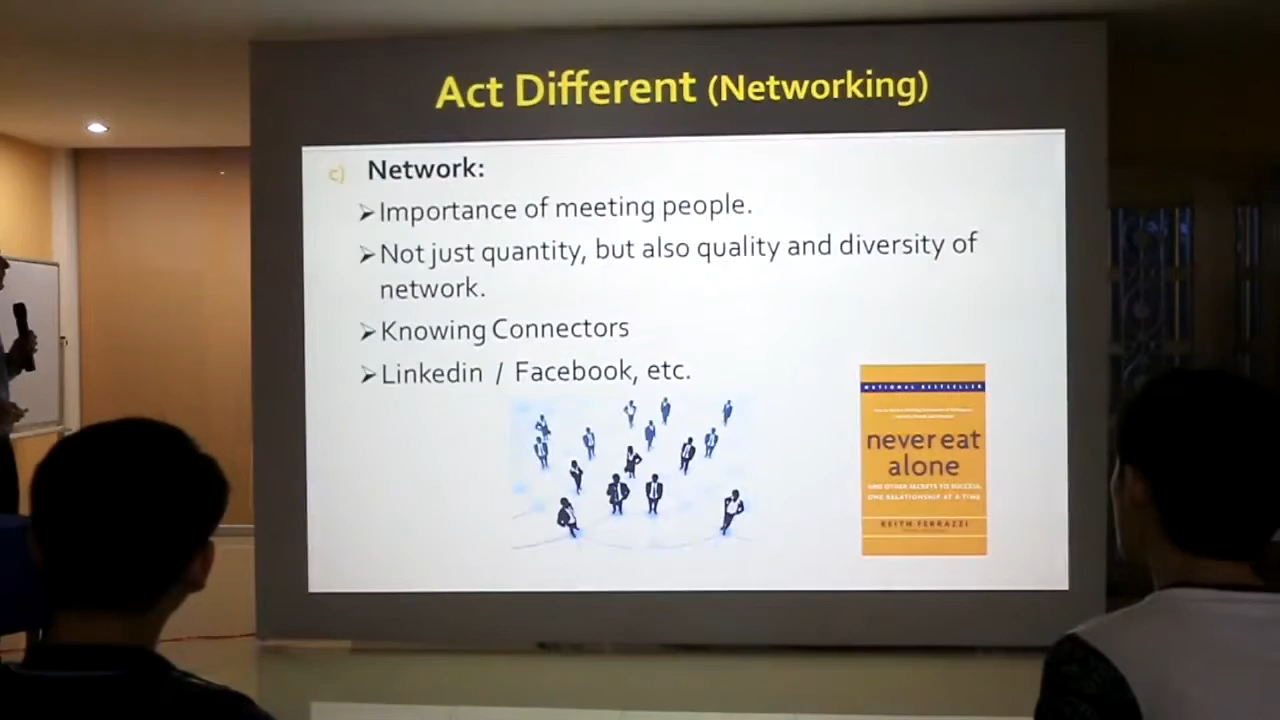 Act Different (Networking)
c) Network:
➢Importance of meeting people.
➢Not just quantity, but also quality and diversity of
network.
➢Knowing Connectors
➢Linkedin / Facebook, etc.
NATIONAL BESTSELLER
never eat
alone
AND OTHER SECRETS TO SUCCESS,
ONE RELATIONSHIP AT A TIME
KEITH FERRAZZI